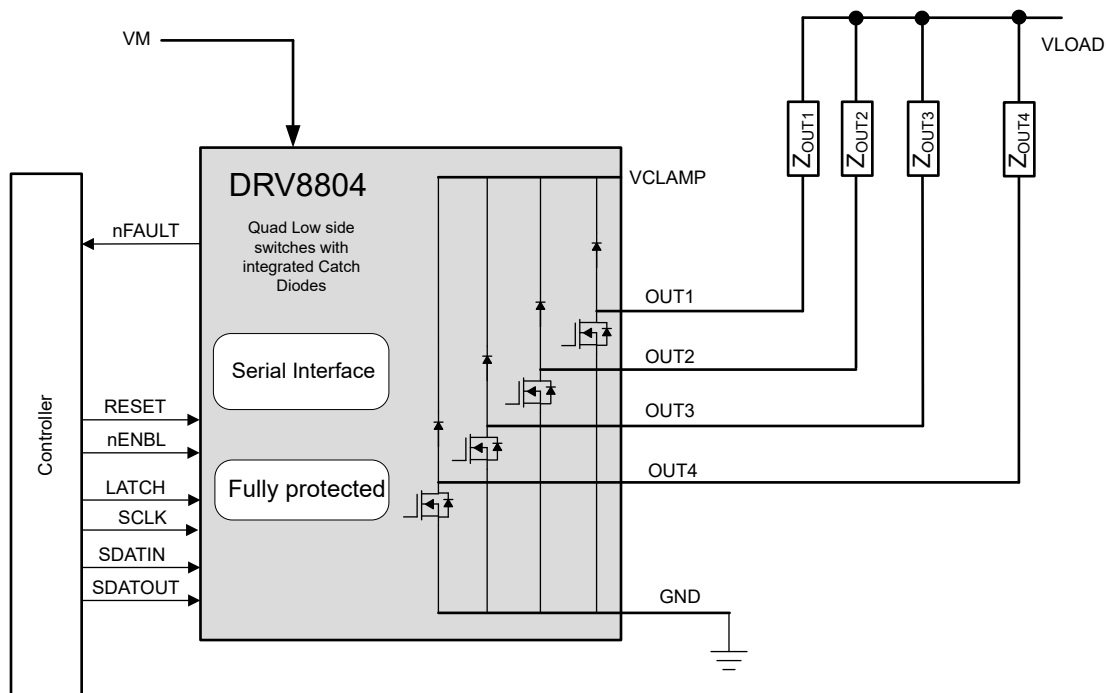 VM
VLOAD
ZOUT1
ZOUT2
ZOUT3
ZOUT4
DRV8804
Quad Low side
switches with
integrated Catch
Diodes
VCLAMP
nFAULT
OUT1
OUT2
OUT3
OUT4
Serial Interface
Fully protected
Controller
RESET
nENBL
LATCH
SCLK
SDATIN
SDATOUT
GND